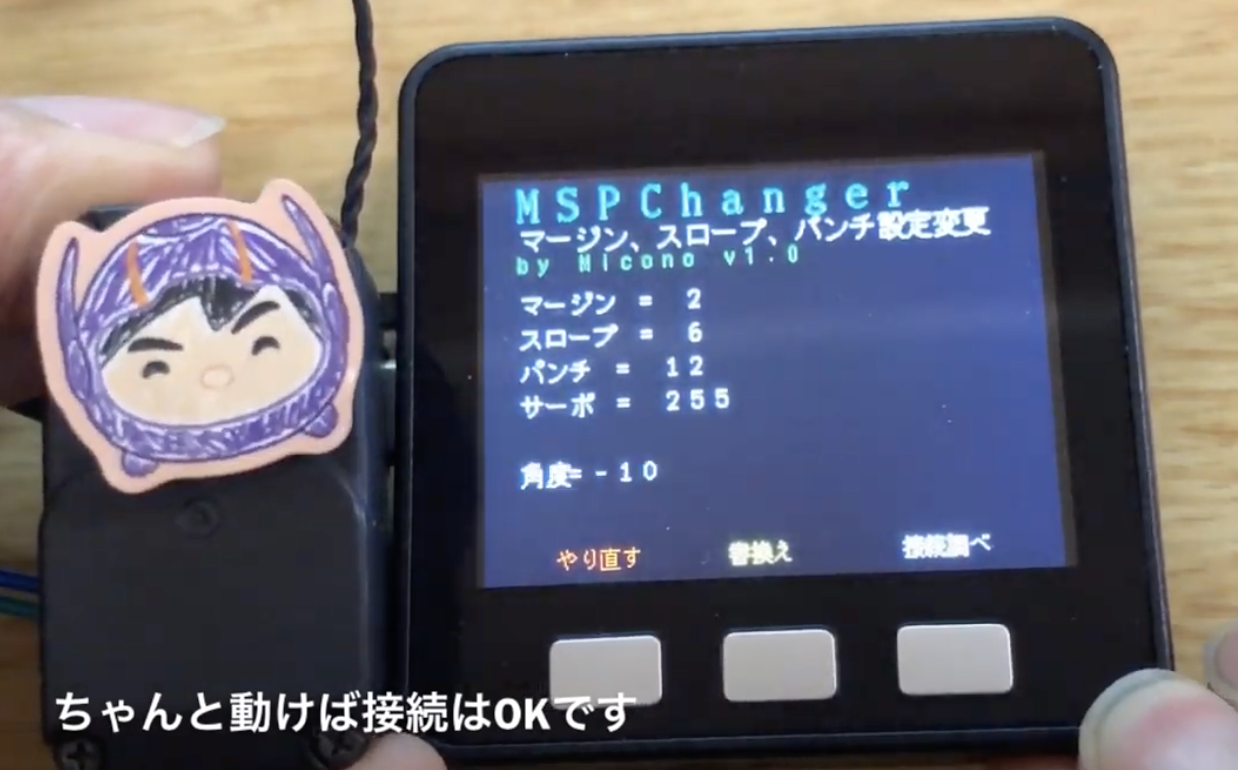 MSPChanger
マージン、スロープ、パンチ設定変更
by Micono v1.0
マージン = 2
スロープ = 6
パンチ = 12
サーボ = 255
角度=-10
やり直す 書換え 接続調べ
ちゃんと動けば接続はOKです